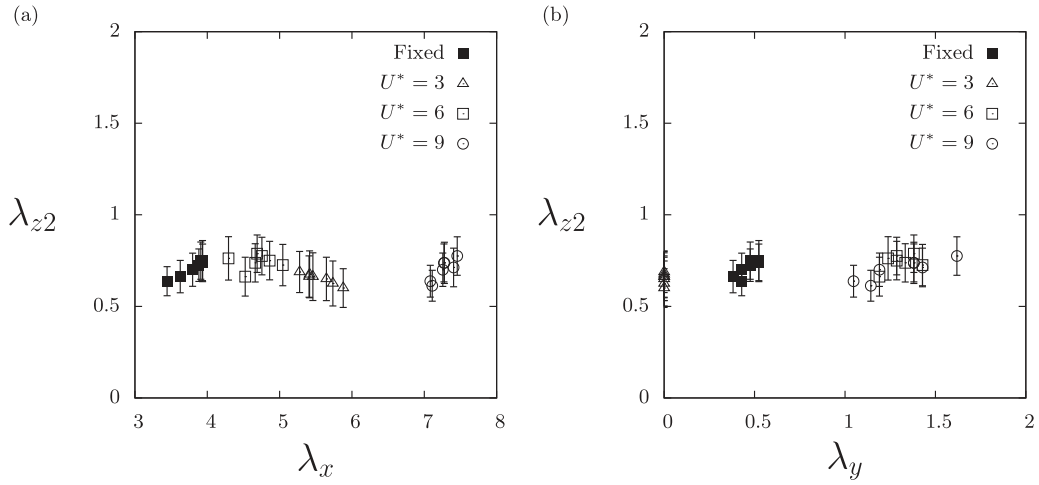 (a)
2
1.5
1
0.5
0
λz2
Fixed
U* = 3
U* = 6
U* = 9
3 4 5 6 7 8
λx
(b)
2
1.5
1
0.5
0
λz2
Fixed
U* = 3
U* = 6
U* = 9
0 0.5 1 1.5 2
λy